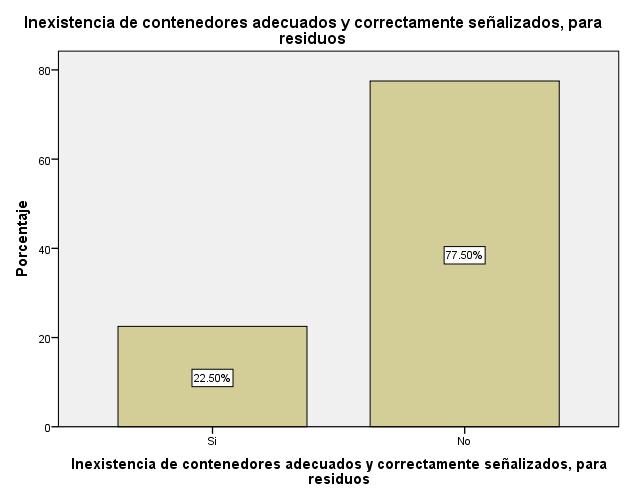 Inexistencia de contenedores adecuados y correctamente señalizados, para
residuos
80
60
40
20
0
Porcentaje
22.50%
77.50%
Si
No
Inexistencia de contenedores adecuados y correctamente señalizados, para
residuos